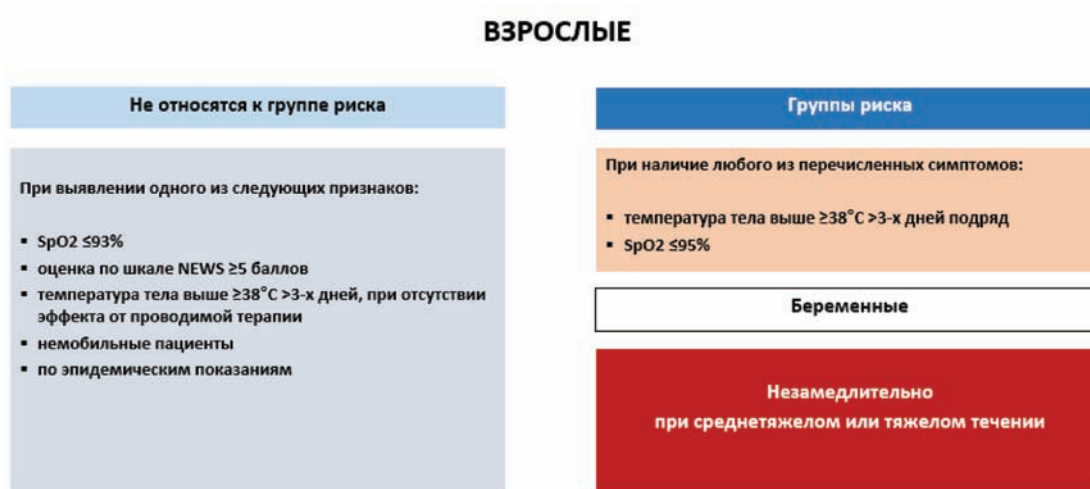 ВЗРОСЛЫЕ
Не относятся к группе риска
При выявлении одного из следующих признаков:
▪ SpO2 ≤93%
▪ оценка по шкале NEWS ≥5 баллов
▪ температура тела выше ≥38°С >3-х дней, при отсутствии
эффекта от проводимой терапии
▪ немобильные пациенты
▪ по эпидемическим показаниям
Группы риска
При наличие любого из перечисленных симптомов:
▪ температура тела выше ≥38°С >3-х дней подряд
▪ SpO2 ≤95%
Беременные
Незамедлительно
при среднетяжелом или тяжелом течении